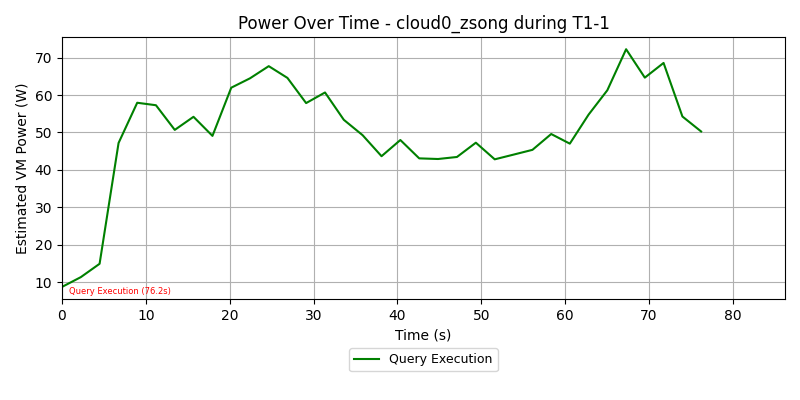 Power Over Time - cloud0_zsong during T1-1
Estimated VM Power (W)
70
60
50
40
30
20
10
Query Execution (76.2s)
0 10 20 30 40 50 60 70 80
Time (s)
Query Execution